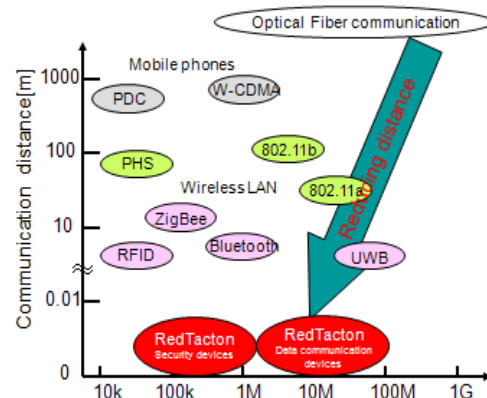 Optical Fiber communication
Mobile phones
1000
PDC
W-CDMA
Communication distance[m]
Reducing distance
100
802.11b
PHS
Wireless LAN
802.11a
ZigBee
10
RFID
Bluetooth
UWB
0.01
RedTacton
Security devices
RedTacton
Data communication
devices
0
10k
100k
1M
10M
100M
1G